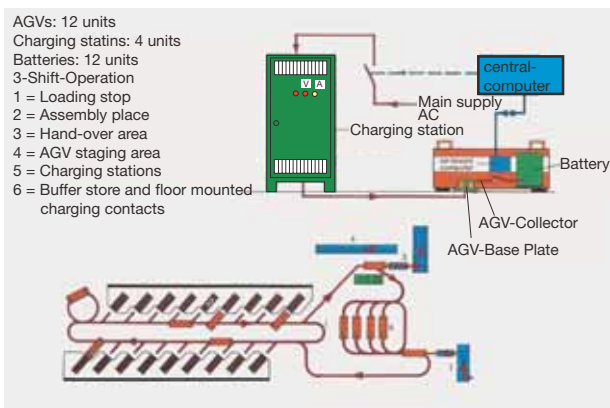 AGVs: 12 units
Charging statins: 4 units
Batteries: 12 units
3-Shift-Operation
1 = Loading stop
2 = Assembly place
3 = Hand-over area
4 = AGV staging area
5 = Charging stations
6 = Buffer store and floor mounted
charging contacts
V A
central-
computer
Main supply
AC
Charging station
Battery
AGV-Collector
AGV-Base Plate